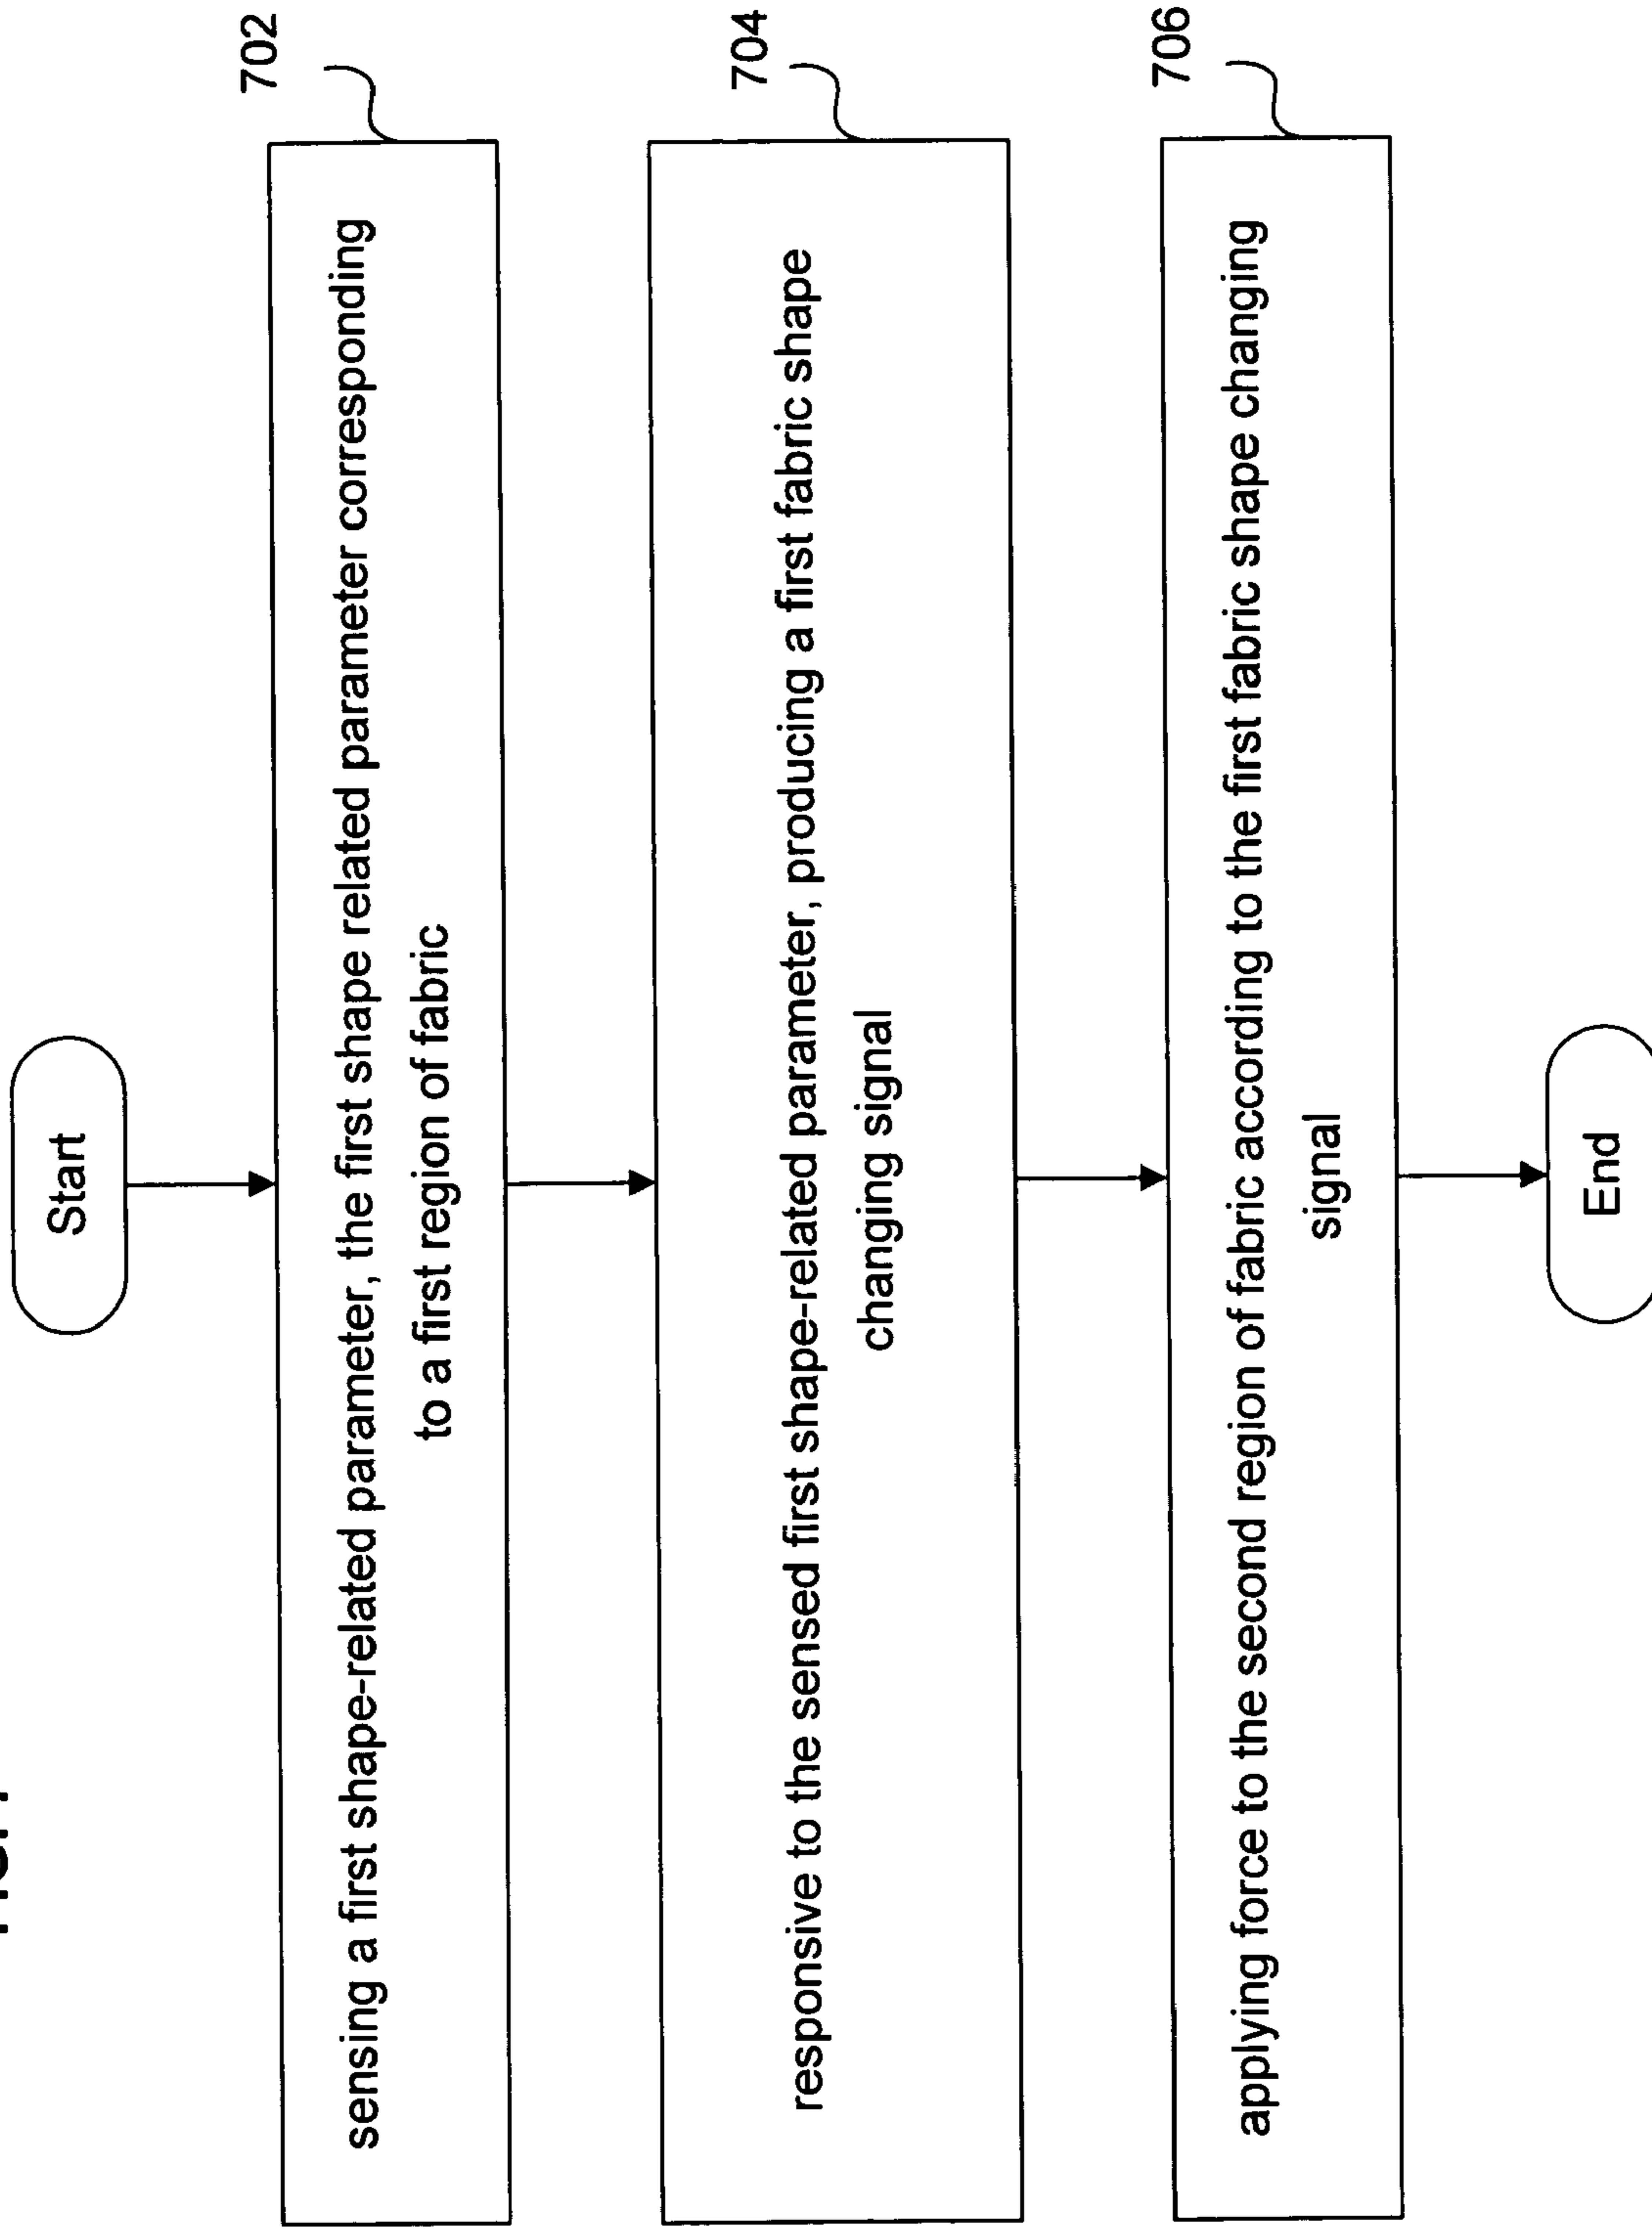 Start
702
sensing a first shape-related parameter, the first shape related parameter corresponding
to a first region of fabric
704
responsive to the sensed first shape-related parameter, producing a first fabric shape
changing signal
706
applying force to the second region of fabric according to the first fabric shape changing
signal
End